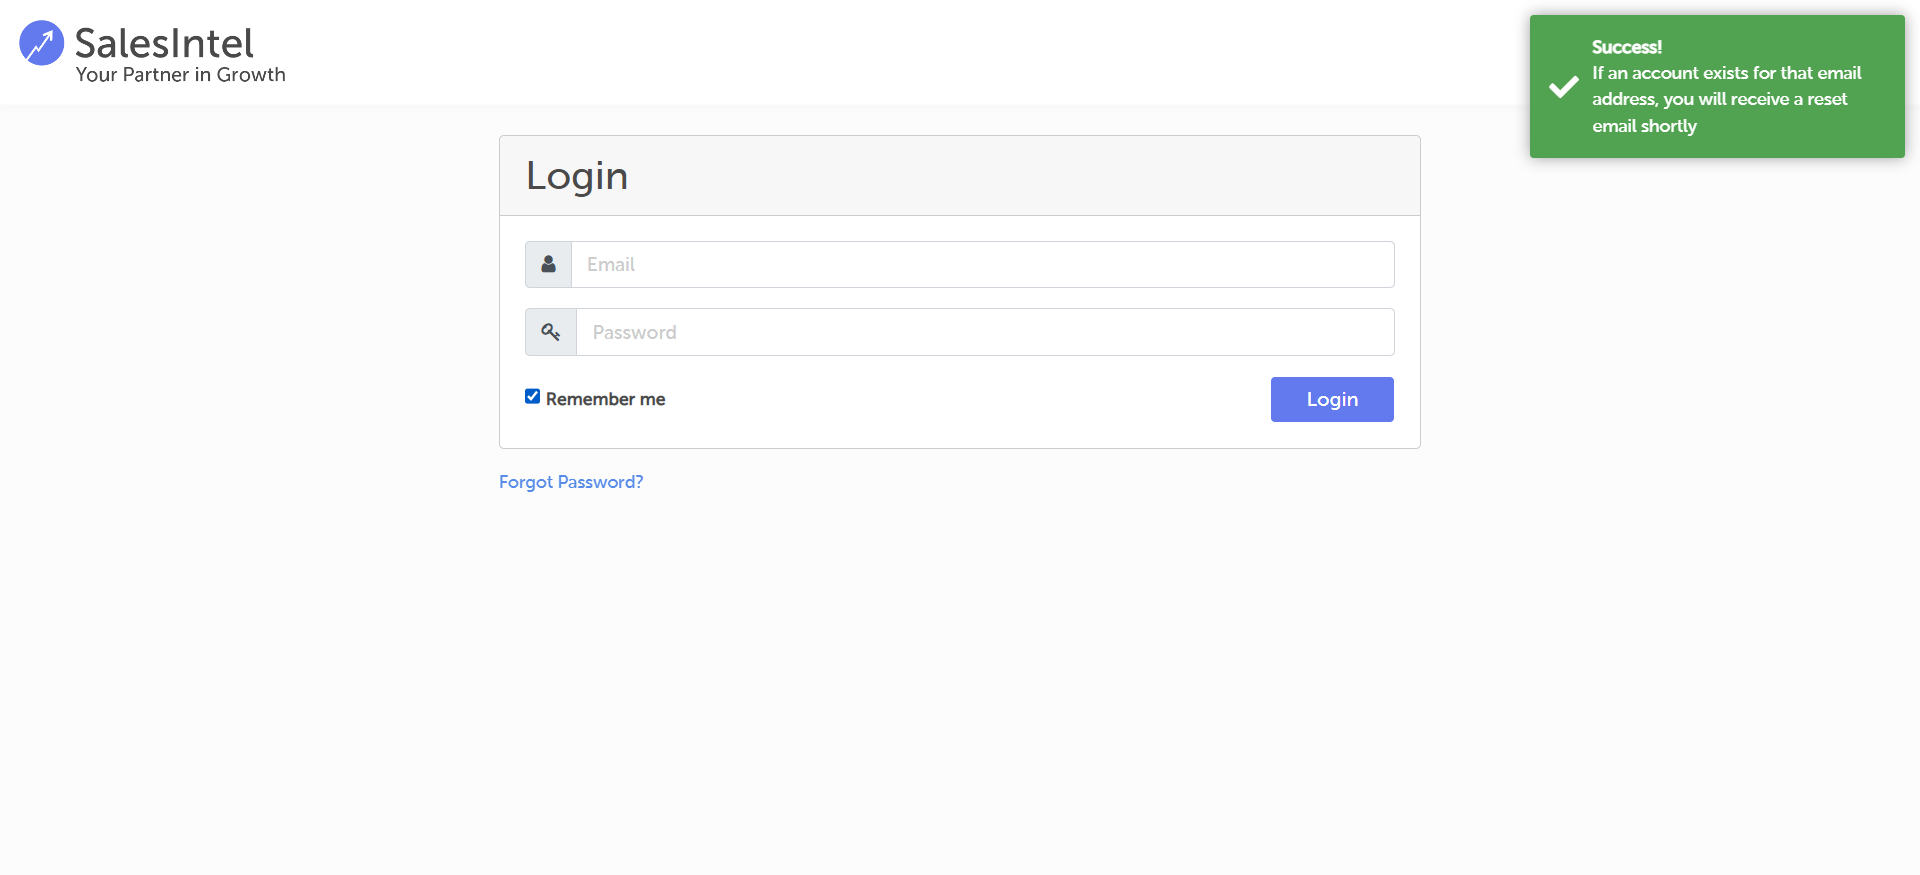 SalesIntel
Your Partner in Growth
Success!
If an account exists for that email
address, you will receive a reset
email shortly
Login
Email
Password
Remember me
Login
Forgot Password?